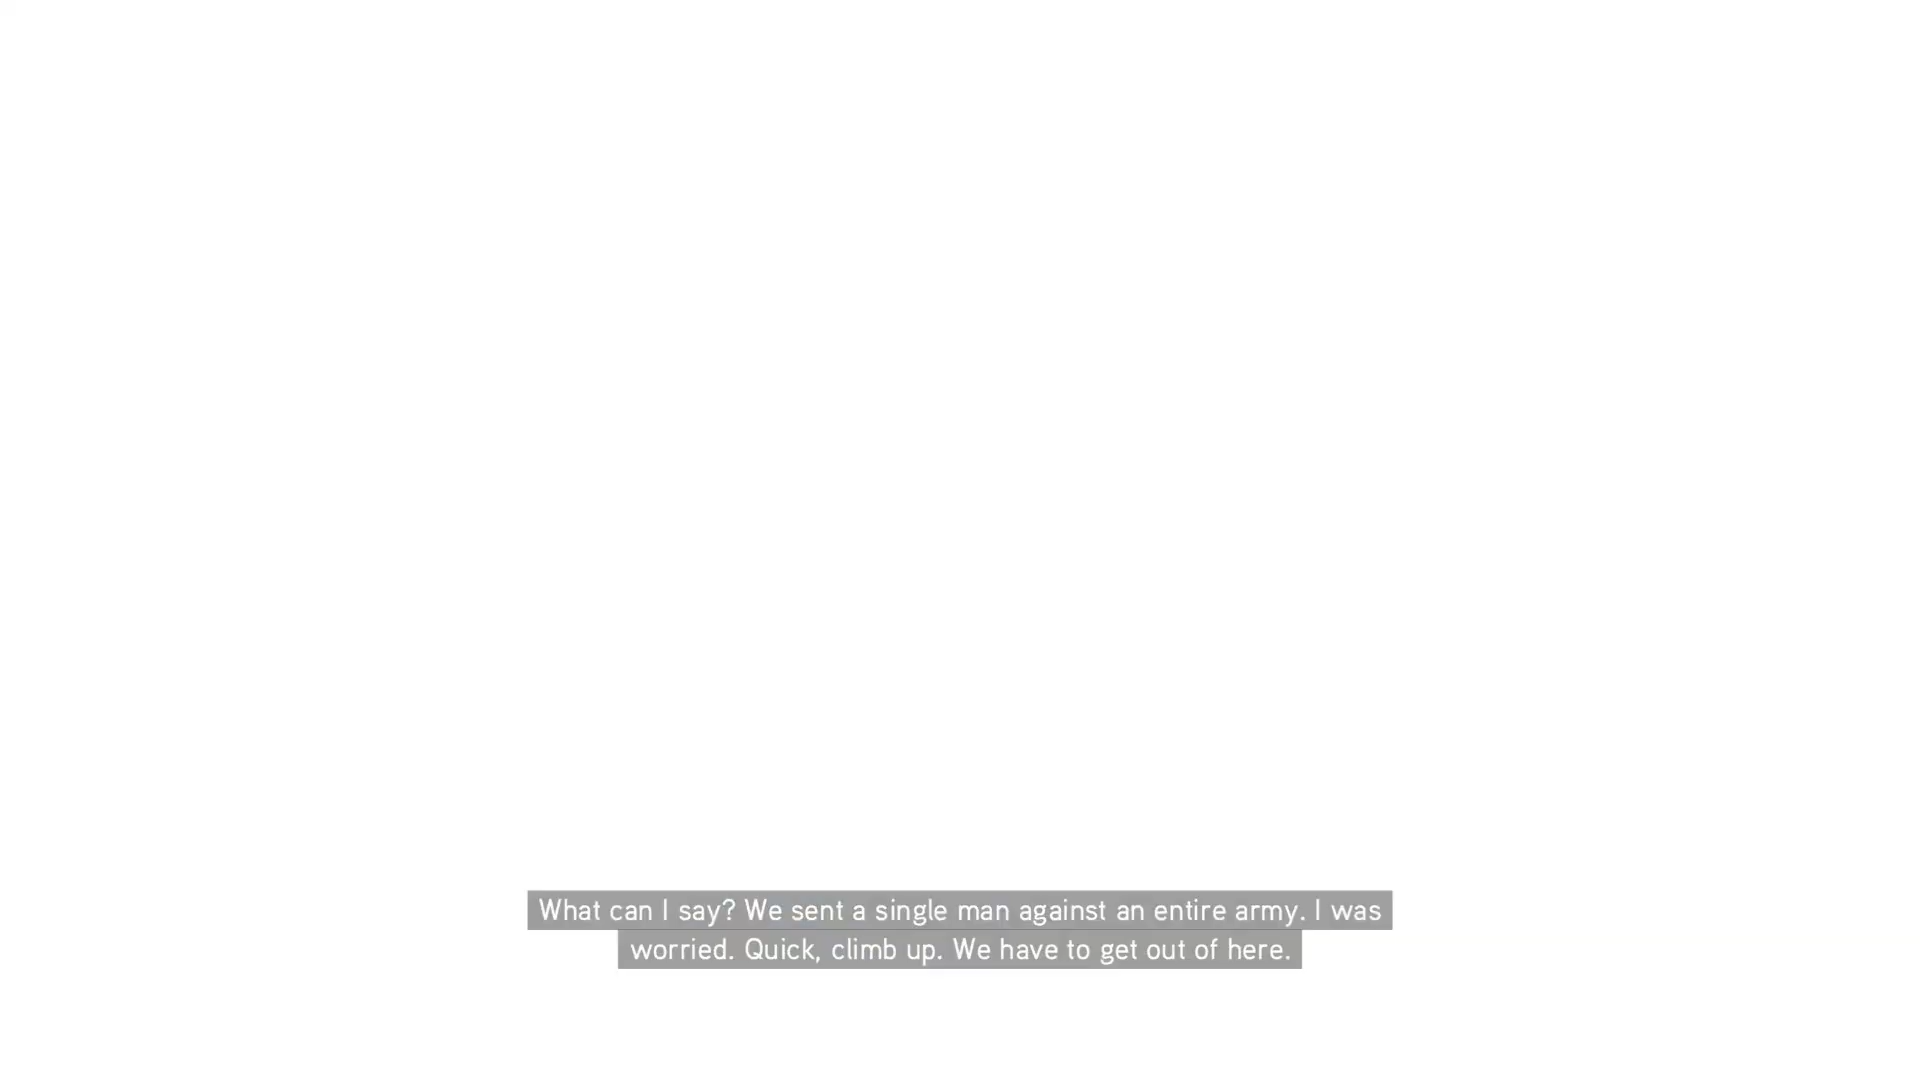 What can I say? We sent a single man against an entire army. I was
worried. Quick, climb up. We have to get out of here.